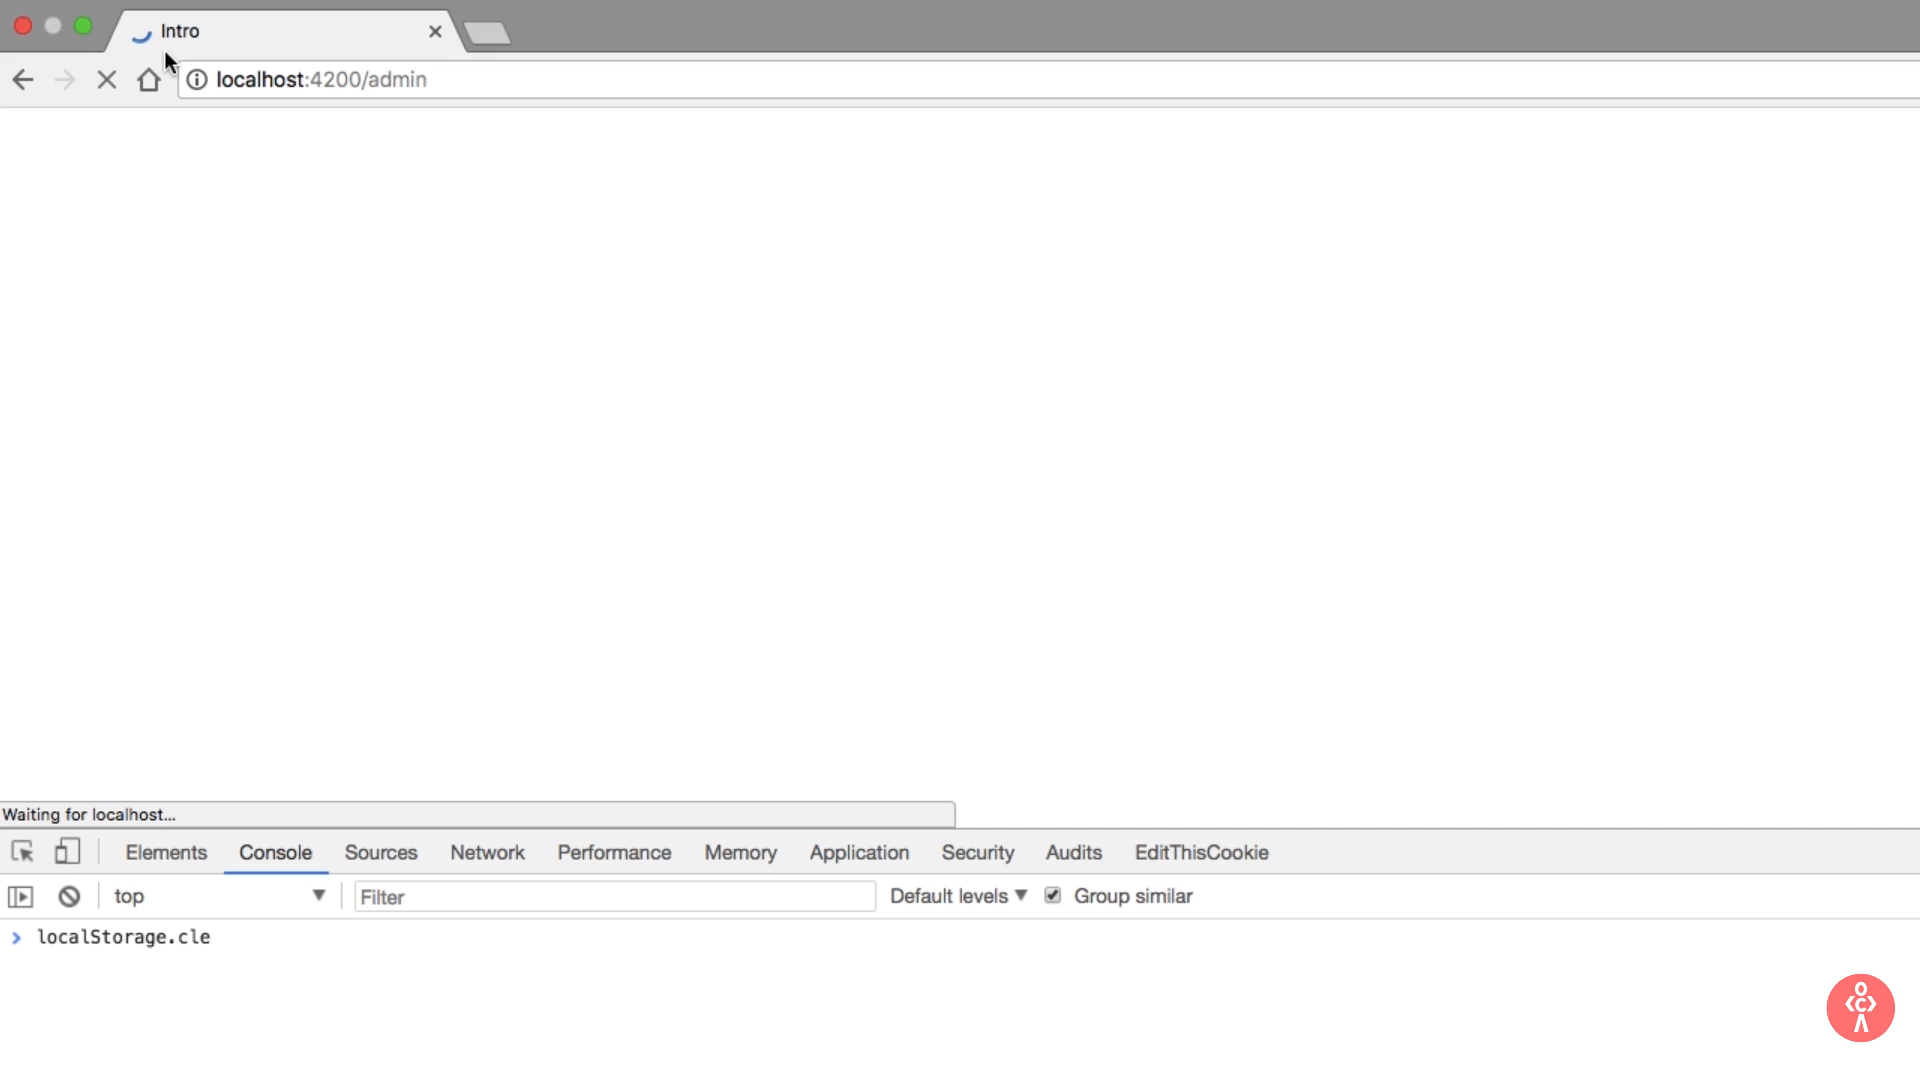 Intro
localhost:4200/admin
Waiting for localhost...
Elements Console Sources Network Performance Memory Application Security Audits EditThisCookie
top Filter Default levels Group similar
localStorage.cle